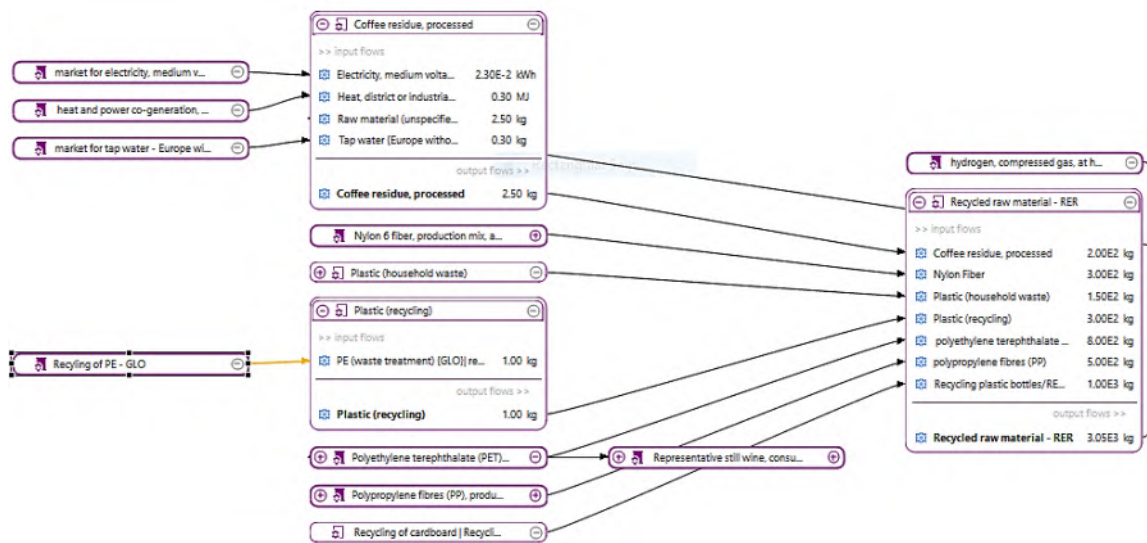 Coffee residue, processed
>> input flows
Electricity, medium volta... 2.30E-2 kWh
Heat, district or industria... 0.30 MJ
Raw material (unspecifie... 2.50 kg
Tap water (Europe witho... 0.30 kg
output flows >>
Coffee residue, processed 2.50 kg
market for electricity, medium v...
heat and power co-generation, ...
market for tap water - Europe wi...
Nylon 6 fiber, production mix, a...
Plastic (household waste)
Plastic (recycling)
>> input flows
PE (waste treatment) [GLO]| re... 1.00 kg
output flows >>
Plastic (recycling) 1.00 kg
Recyling of PE - GLO
Polyethylene terephthalate (PET)...
Polypropylene fibres (PP), produ...
Recycling of cardboard | Recycli...
Representative still wine, consu...
hydrogen, compressed gas, at h...
Recycled raw material - RER
>> input flows
Coffee residue, processed 2.00E2 kg
Nylon Fiber 3.00E2 kg
Plastic (household waste) 1.50E2 kg
Plastic (recycling) 3.00E2 kg
polyethylene terephthalate ... 8.00E2 kg
polypropylene fibres (PP) 5.00E2 kg
Recycling plastic bottles/RE... 1.00E3 kg
output flows >>
Recycled raw material - RER 3.05E3 kg